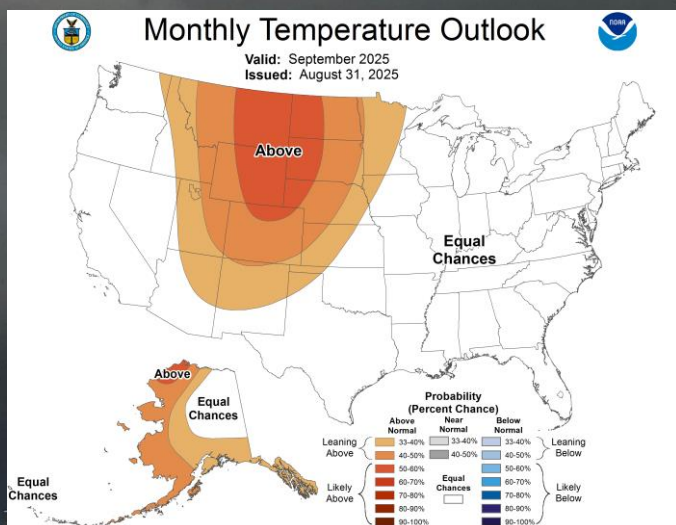 Monthly Temperature Outlook
NOAA
Valid: September 2025
Issued: August 31, 2025
Above
Equal
Chances
Above
Equal
Chances
Equal
Chances
Probability
(Percent Chance)
Above
Normal
Near
Normal
Below
Normal
Leaning
Above
33-40%
40-50%
33-40%
40-50%
33-40%
40-50%
Leaning
Below
Likely
Above
50-60%
60-70%
70-80%
80-90%
90-100%
Equal
Chances
50-60%
60-70%
70-80%
80-90%
90-100%
Likely
Below